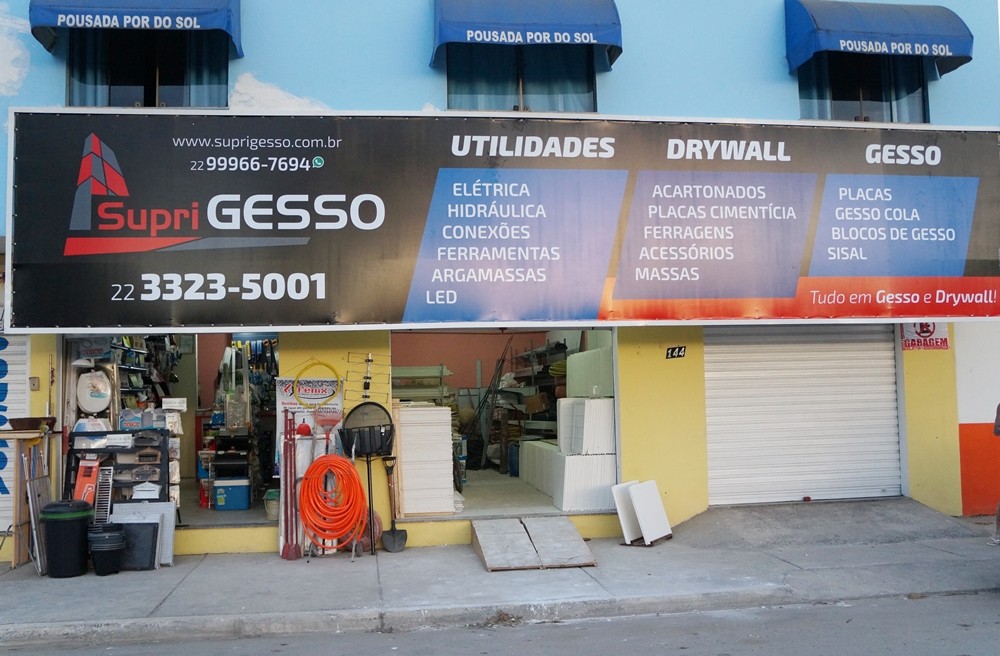 POUSADA POR DO SOL
POUSADA POR DO SOL
POUSADA POR DO SOL
www.suprigesso.com.br
22 99966-7694
Supri GESSO
22 3323-5001
UTILIDADES
ELÉTRICA
HIDRÁULICA
CONEXÕES
FERRAMENTAS
ARGAMASSAS
LED
DRYWALL
ACARTONADOS
PLACAS CIMENTÍCIA
FERRAGENS
ACESSÓRIOS
MASSAS
GESSO
PLACAS
GESSO COLA
BLOCOS DE GESSO
SISAL
Tudo em Gesso e Drywall!
144
GARAGEM